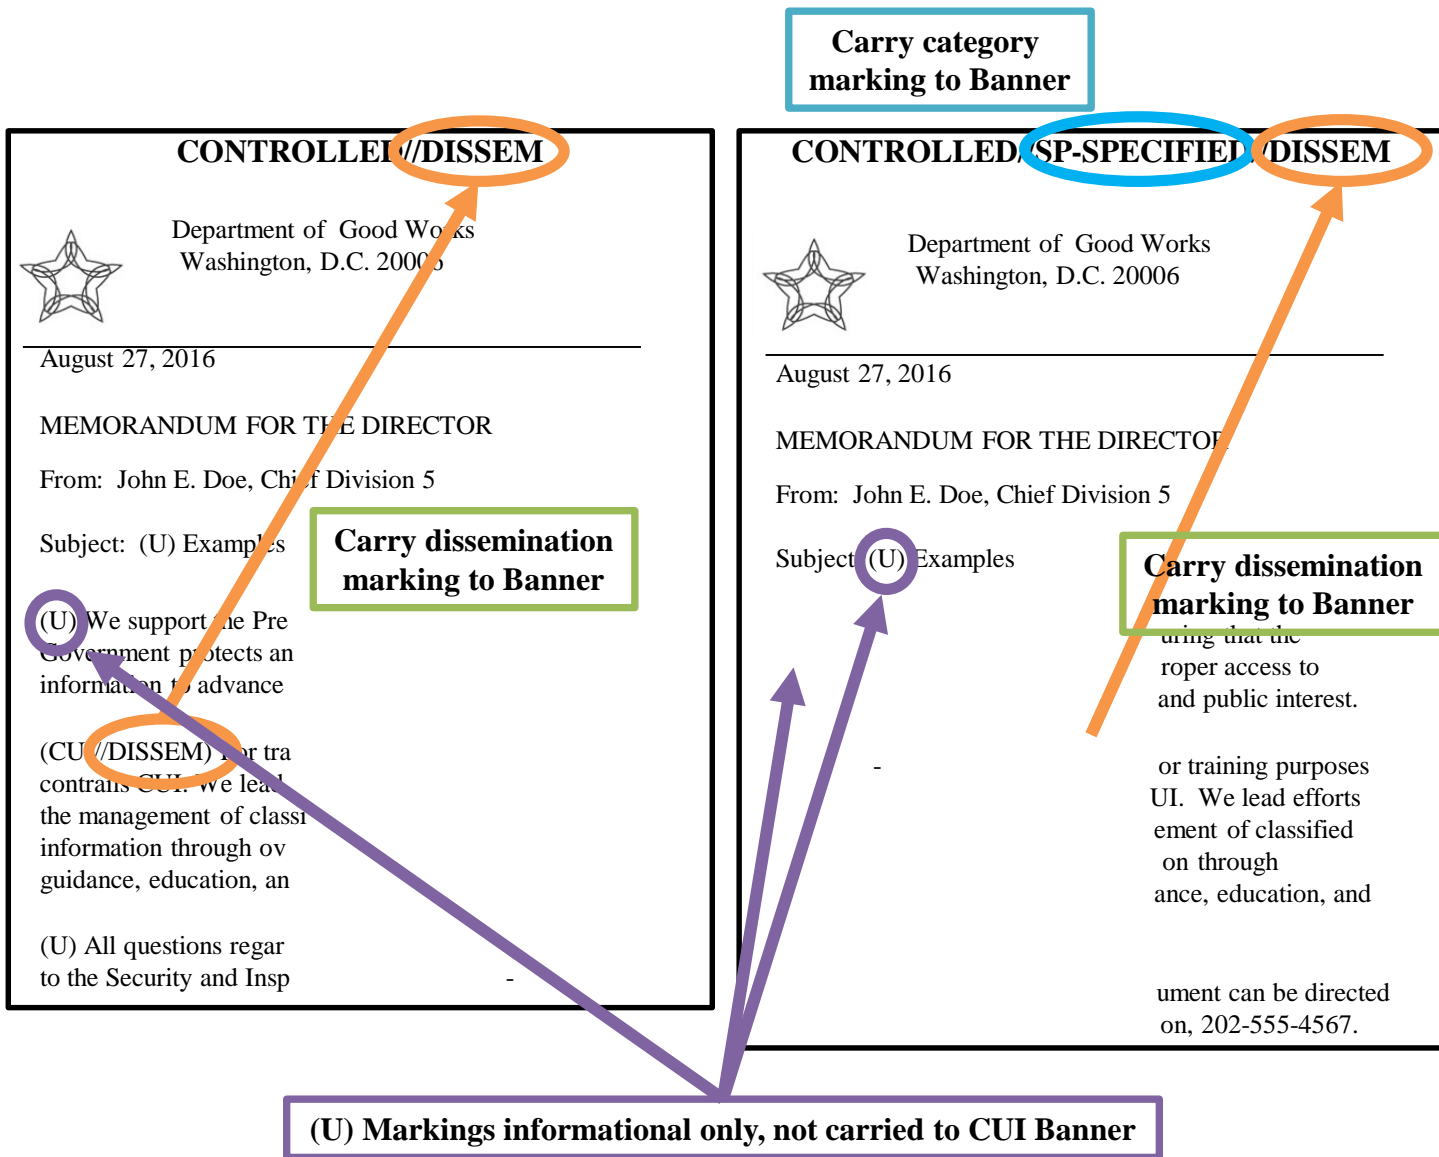 Carry category
marking to Banner
CONTROLLED//DISSEM
Department of Good Works
Washington, D.C. 20006
August 27, 2016
MEMORANDUM FOR THE DIRECTOR
From: John E. Doe, Chief Division 5
Subject: (U) Examples
Carry dissemination
marking to Banner
(U) We support the Pre
Government protects an
information to advance
(CUI//DISSEM) For tra
contrains CUI. We lead
the management of classi
information through ov
guidance, education, an
(U) All questions regar
to the Security and Insp -
CONTROLLED//SP-SPECIFIED//DISSEM
Department of Good Works
Washington, D.C. 20006
August 27, 2016
MEMORANDUM FOR THE DIRECTOR
From: John E. Doe, Chief Division 5
Subject: (U) Examples
Carry dissemination
marking to Banner
uring that the
roper access to
and public interest.
- or training purposes
UI. We lead efforts
ement of classified
on through
ance, education, and
ument can be directed
on, 202-555-4567.
(U) Markings informational only, not carried to CUI Banner